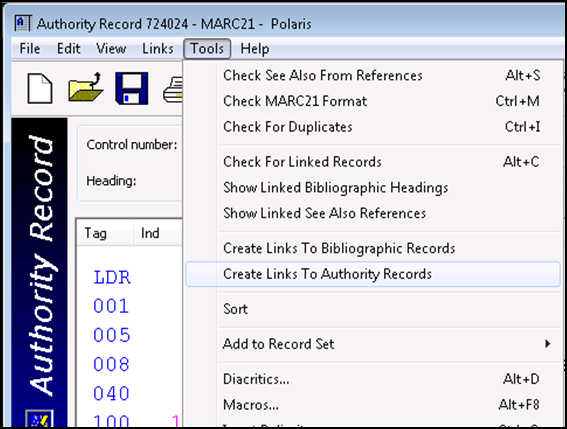 Authority Record 724024 - MARC21 - Polaris
File Edit View Links Tools Help
Check See Also From References Alt+S
Check MARC21 Format Ctrl+M
Check For Duplicates Ctrl+I
Control number:
Check For Linked Records Alt+C
Heading:
Show Linked Bibliographic Headings
Show Linked See Also References
Tag Ind
Create Links To Bibliographic Records
Create Links To Authority Records
LDR
001
Sort
005
Add to Record Set
008
Diacritics... Alt+D
040
Macros... Alt+F8
100 1
Authority Record